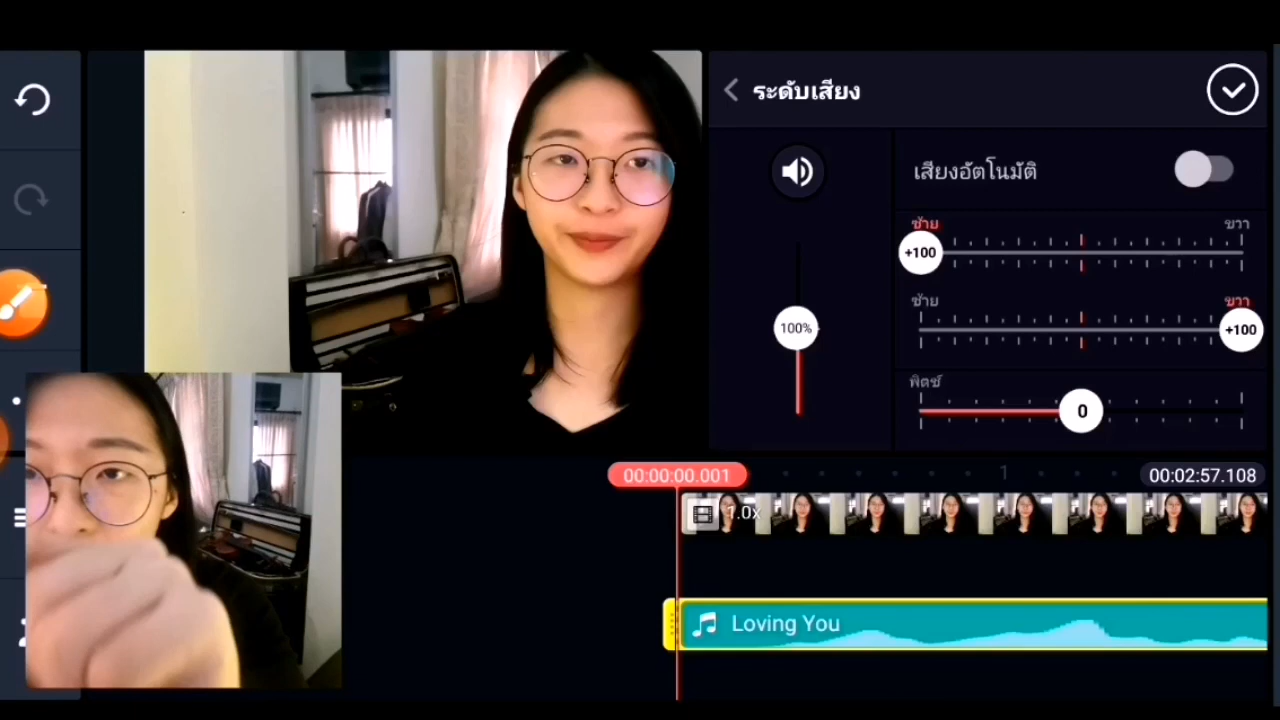 ระดับเสียง
เสียงอัตโนมัติ
ซ้าย ขวา
+100
100%
ซ้าย ขวา
+100
พิตช์
0
00:00:00.001 1 00:02:57.108
1.0x
Loving You